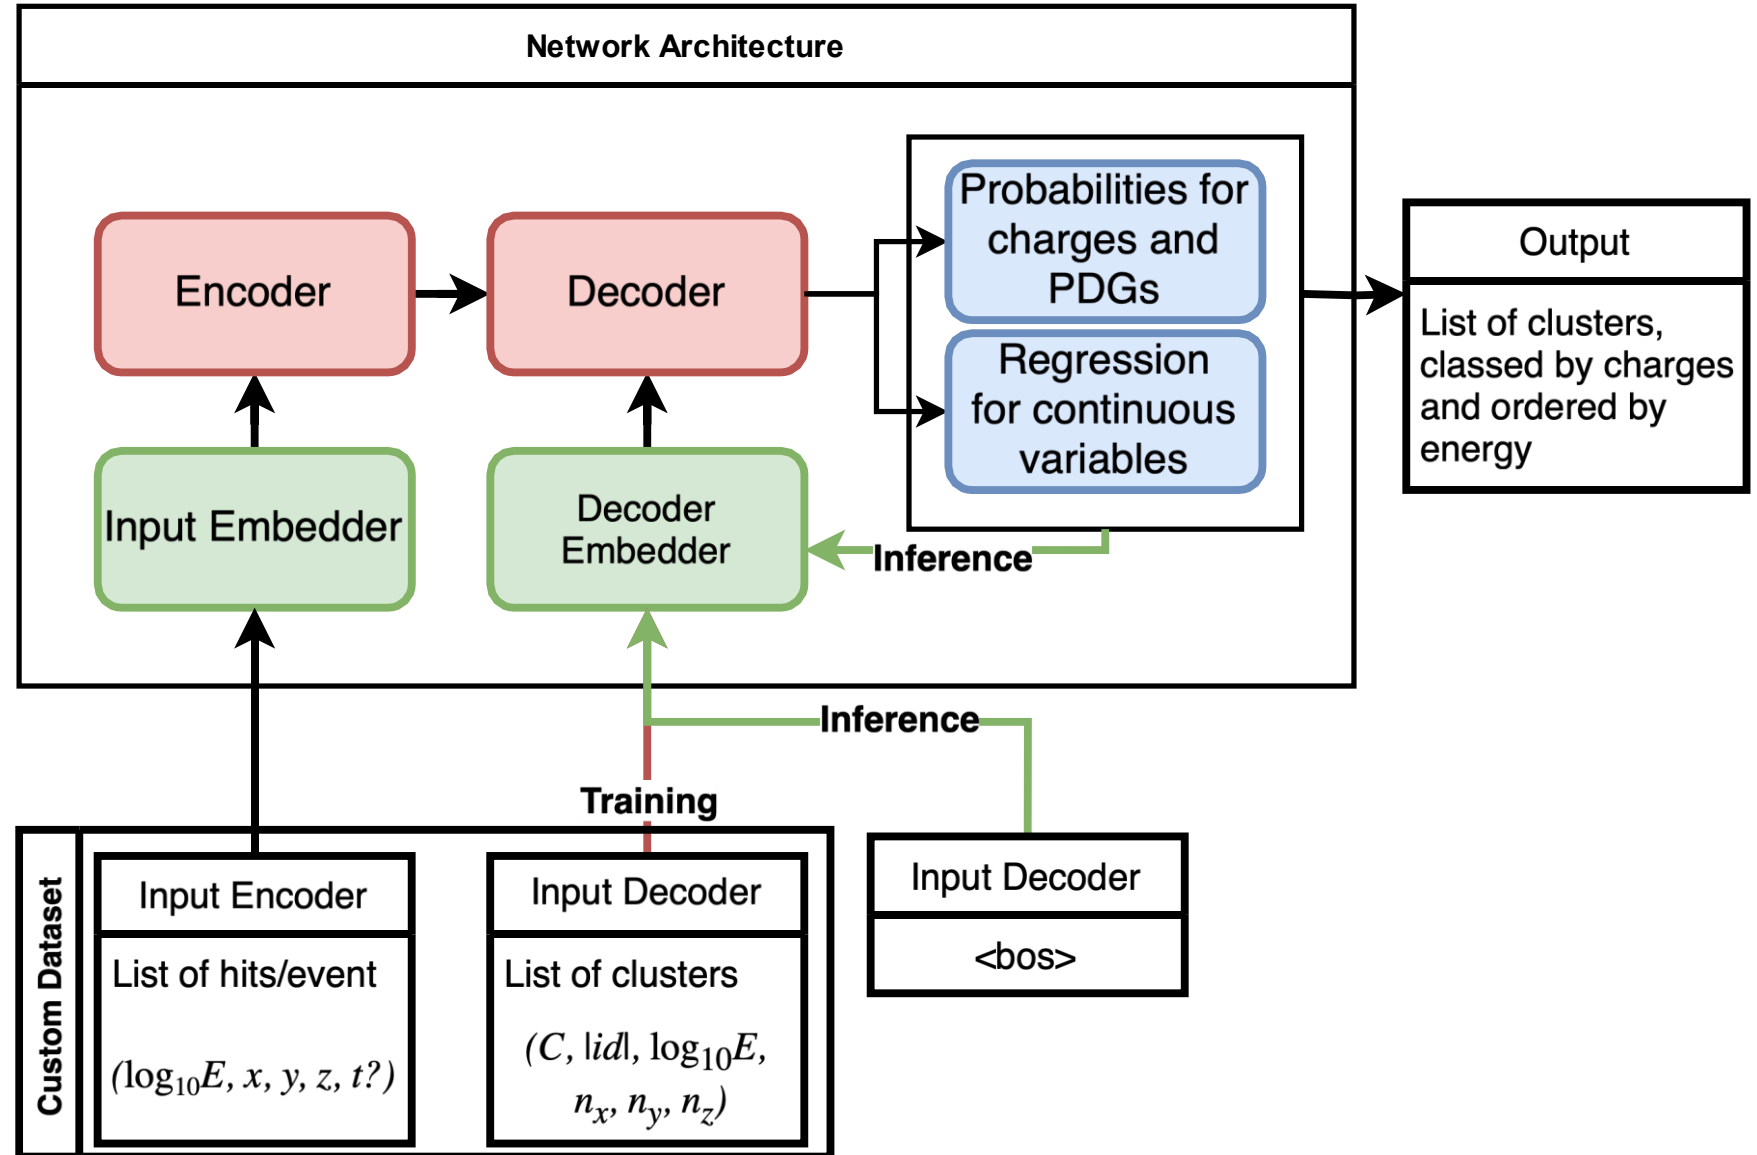 Network Architecture
Encoder
Decoder
Probabilities for
charges and
PDGs
Regression
for continuous
variables
Output
List of clusters,
classed by charges
and ordered by
energy
Input Embedder
Decoder
Embedder
Inference
Inference
Training
Custom Dataset
Input Encoder
List of hits/event
(log₁₀E, x, y, z, t?)
Input Decoder
List of clusters
(C, |id|, log₁₀E,
nₓ, n_y, n_z)
Input Decoder
<bos>